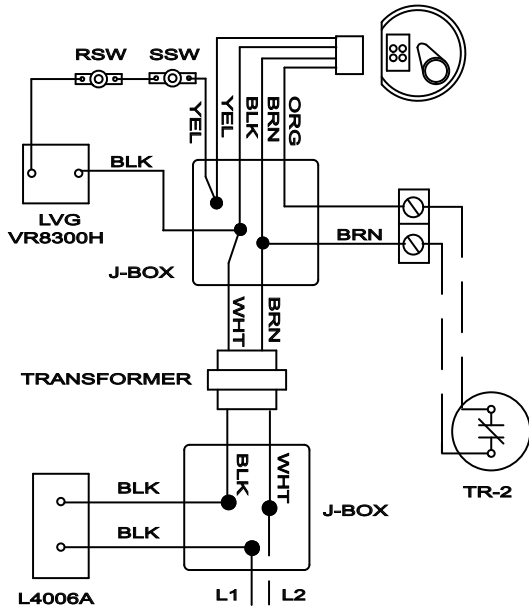 RSW SSW
YEL
YEL
BLK
BRN
ORG
BLK
LVG
VR8300H
BRN
J-BOX
WHT
BRN
TRANSFORMER
BLK
WHT
TR-2
BLK
J-BOX
BLK
L4006A
L1 L2